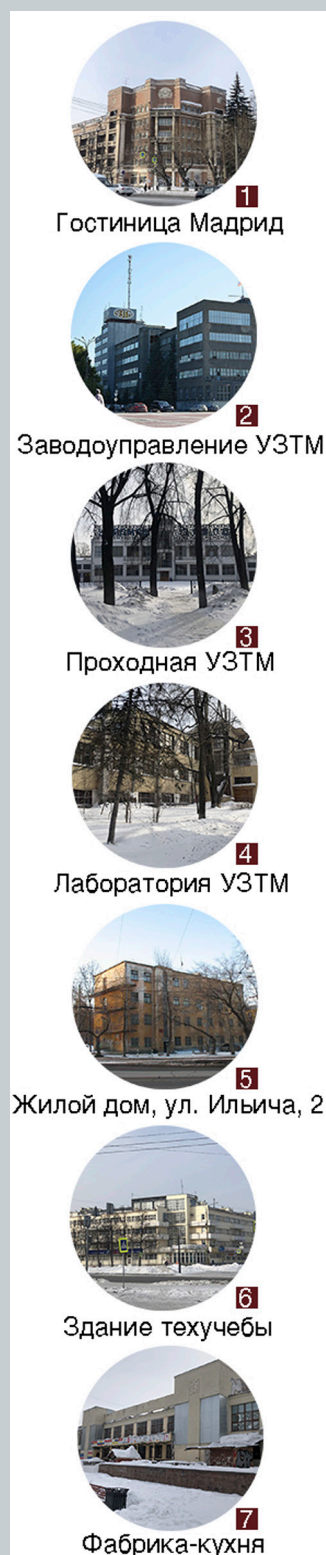 1
Гостиница Мадрид
УЗТМ
2
Заводоуправление УЗТМ
3
Проходная УЗТМ
4
Лаборатория УЗТМ
5
Жилой дом, ул. Ильича, 2
6
Здание техучебы
7
Фабрика-кухня